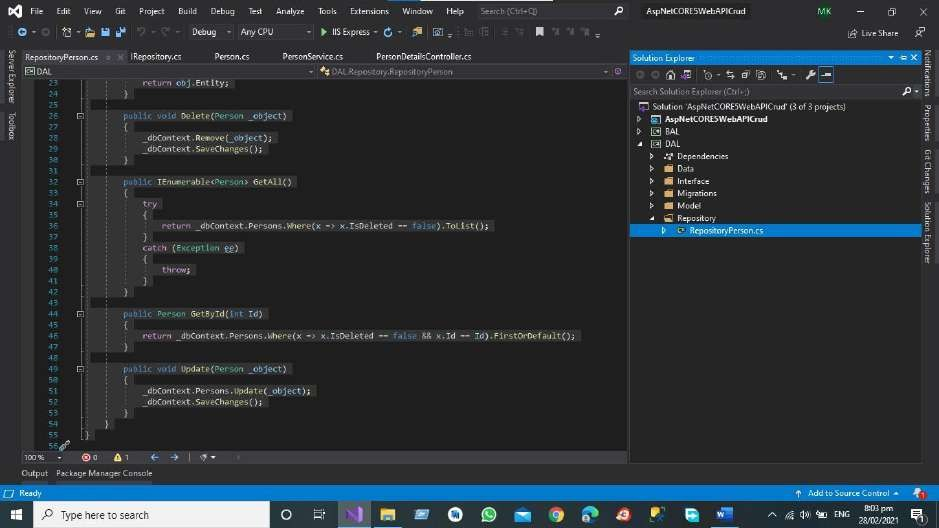 File Edit View Git Project Build Debug Test Analyze Tools Extensions Window Help Search (Ctrl+Q) AspNetCORE5WebAPICrud MK
Debug Any CPU IIS Express Live Share
RepositoryPerson.cs IRepository.cs Person.cs PersonService.cs PersonDetailsController.cs
DAL DAL.Repository.RepositoryPerson
23 return obj.Entity;
24 }
25
26 public void Delete(Person _object)
27 {
28 _dbContext.Remove(_object);
29 _dbContext.SaveChanges();
30 }
31
32 public IEnumerable<Person> GetAll()
33 {
34 try
35 {
36 return _dbContext.Persons.Where(x => x.IsDeleted == false).ToList();
37 }
38 catch (Exception ee)
39 {
40 throw;
41 }
42 }
43
44 public Person GetById(int Id)
45 {
46 return _dbContext.Persons.Where(x => x.IsDeleted == false && x.Id == Id).FirstOrDefault();
47 }
48
49 public void Update(Person _object)
50 {
51 _dbContext.Persons.Update(_object);
52 _dbContext.SaveChanges();
53 }
54 }
55 }
56
100 % 0 1
Output Package Manager Console
Server Explorer
Toolbox
Solution Explorer
Search Solution Explorer (Ctrl+;)
Solution 'AspNetCORE5WebAPICrud' (3 of 3 projects)
AspNetCORE5WebAPICrud
BAL
DAL
Dependencies
Data
Interface
Migrations
Model
Repository
RepositoryPerson.cs
Notifications
Properties
Git Changes
Solution Explorer
Ready Add to Source Control
Type here to search ENG 8:03 pm
28/02/2021